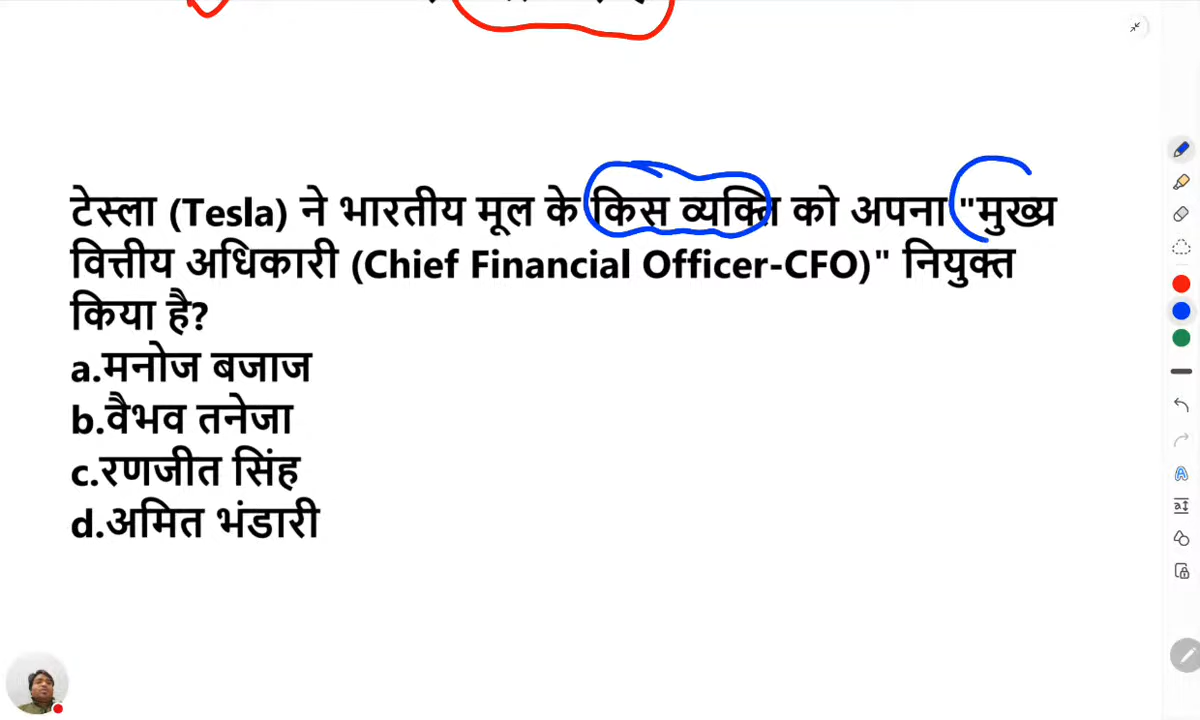 टेस्ला (Tesla) ने भारतीय मूल के किस व्यक्ति को अपना "मुख्य
वित्तीय अधिकारी (Chief Financial Officer-CFO)" नियुक्त
किया है?
a.मनोज बजाज
b.वैभव तनेजा
c.रणजीत सिंह
d.अमित भंडारी